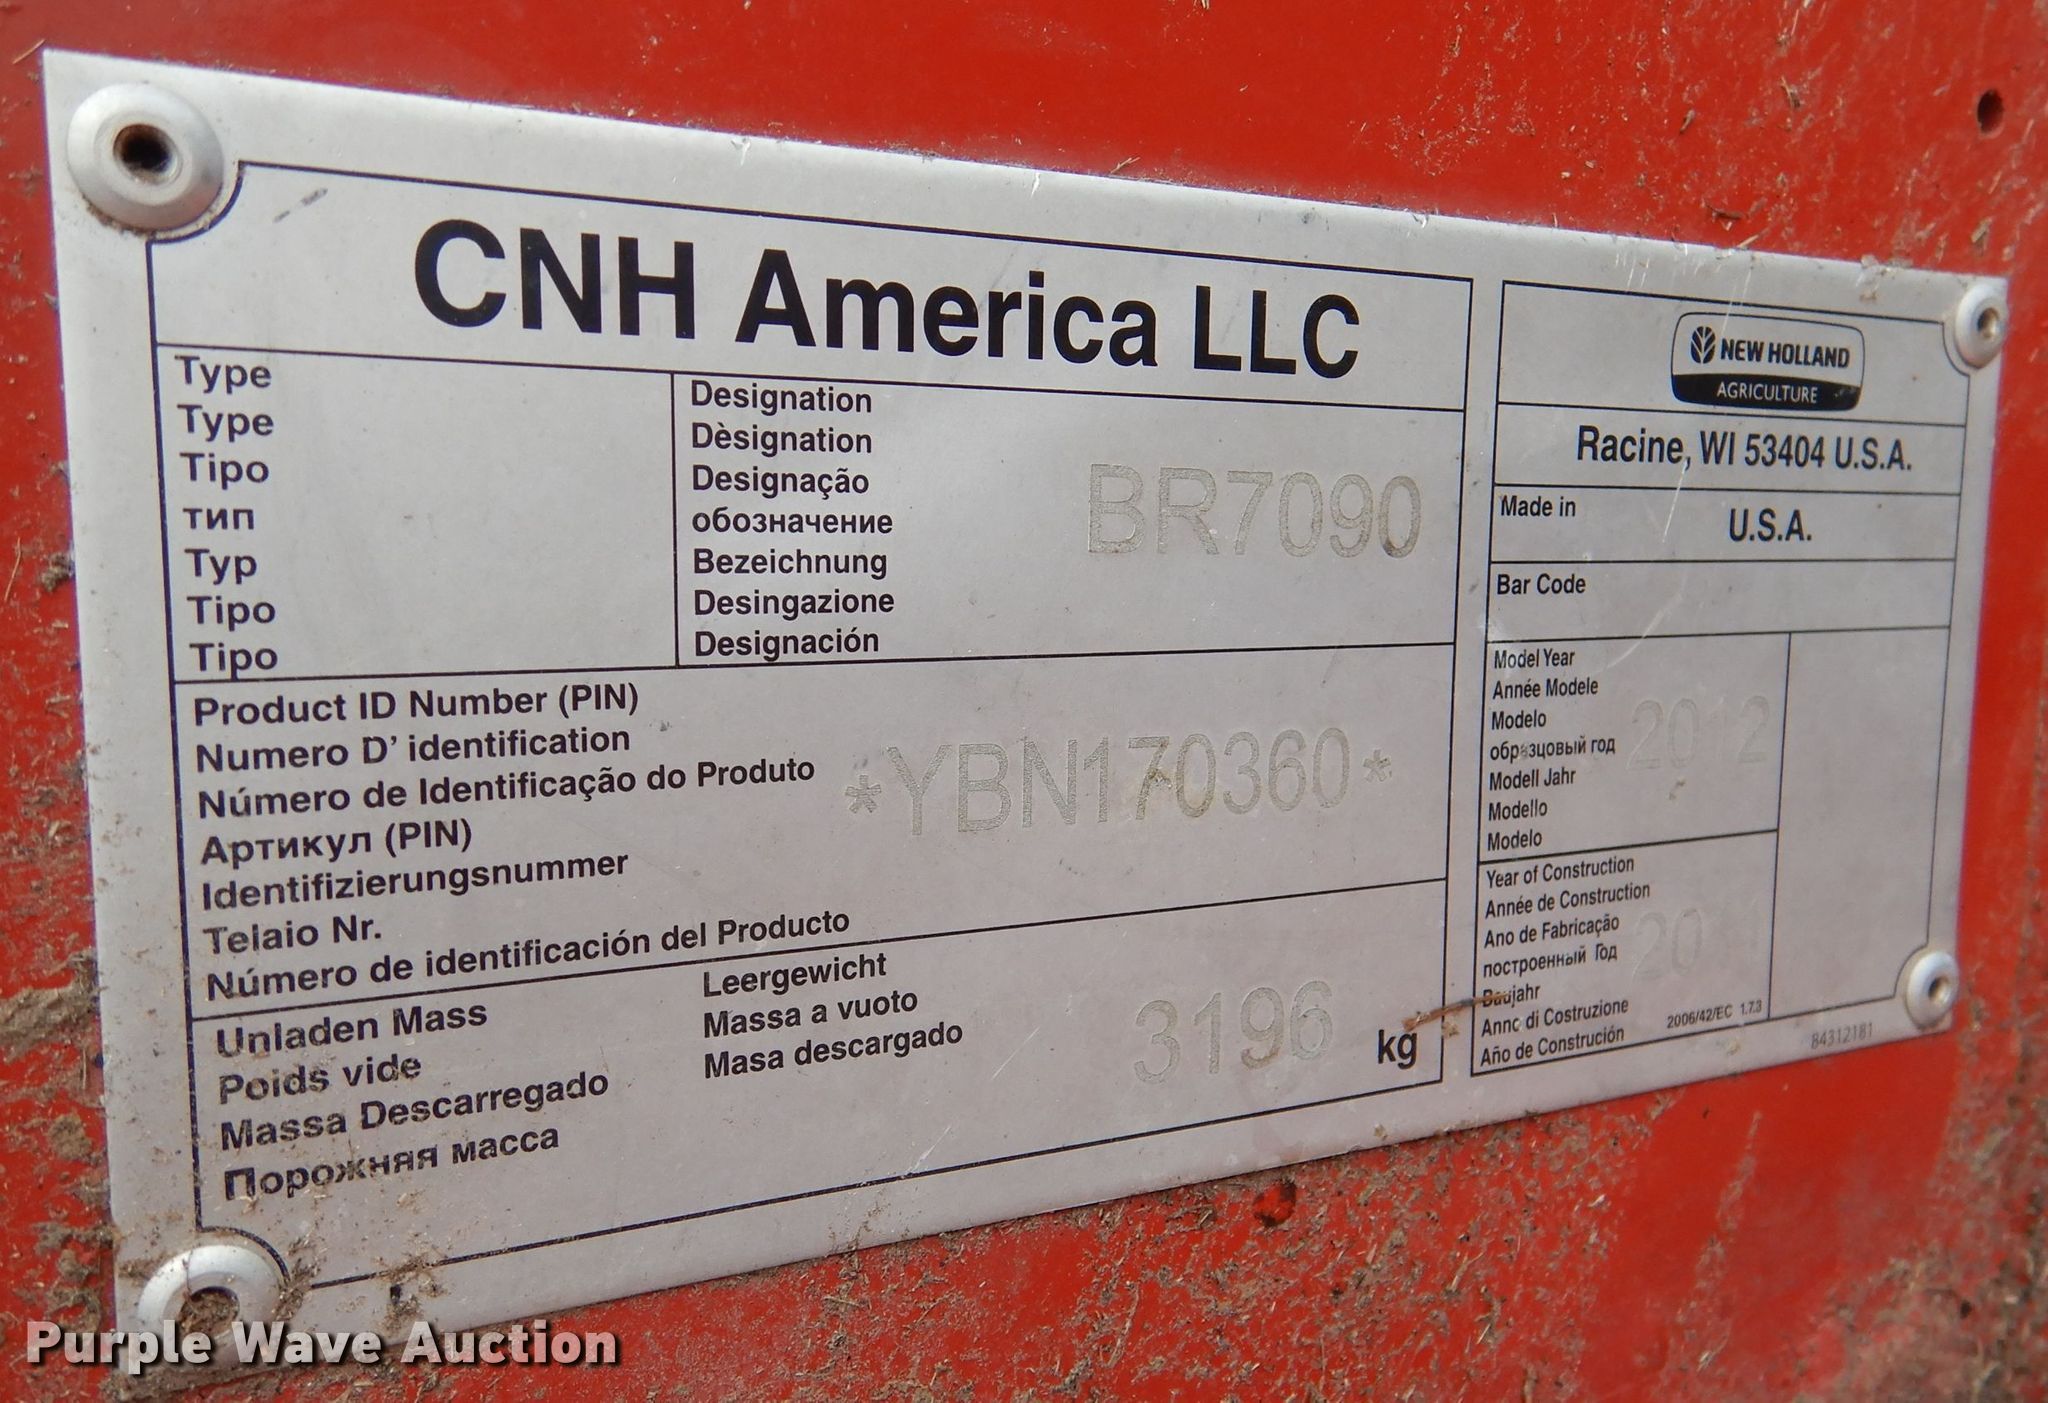 CNH America LLC
Type
Type
Tipo
тип
Typ
Tipo
Tipo
Designation
Dèsignation
Designação
обозначение
Bezeichnung
Desingazione
Designación
BR7090
Product ID Number (PIN)
Numero D' identification
Número de Identificação do Produto
Артикул (PIN)
Identifizierungsnummer
Telaio Nr.
Número de identificación del Producto
*YBN170360*
Unladen Mass
Poids vide
Massa Descarregado
Порожняя масса
Leergewicht
Massa a vuoto
Masa descargado
3196
kg
NEW HOLLAND
AGRICULTURE
Racine, WI 53404 U.S.A.
Made in
U.S.A.
Bar Code
Model Year
Année Modele
Modelo
образцовый год
Modell Jahr
Modello
Modelo
2012
Year of Construction
Année de Construction
Ano de Fabricação
построенный Год
Baujahr
Anno di Costruzione
Año de Construción
2006/42/EC 1.7.3
84312181
Purple Wave Auction